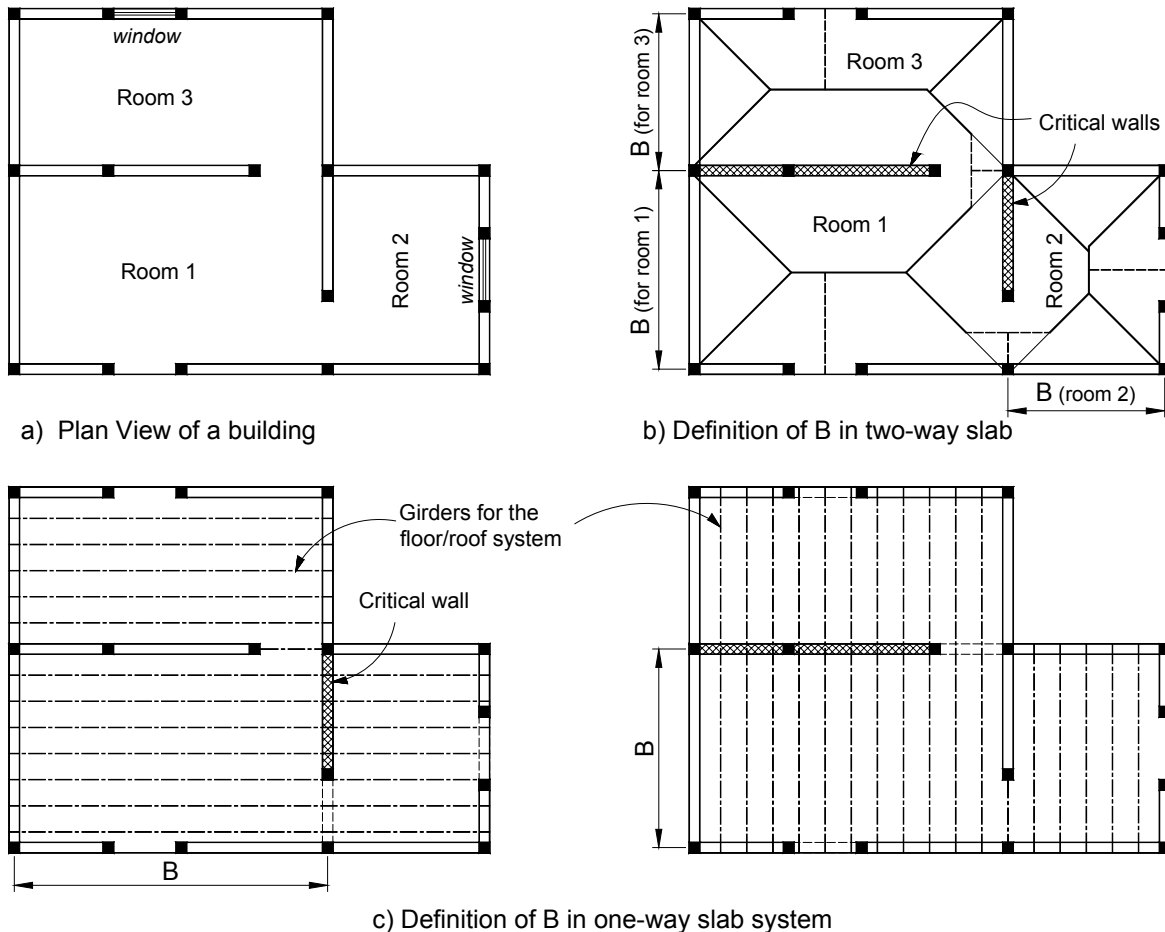 window
Room 3
Room 1
Room 2
window
a) Plan View of a building
B (for room 3)
Room 3
Critical walls
B (for room 1)
Room 1
Room 2
B (room 2)
b) Definition of B in two-way slab
Girders for the
floor/roof system
Critical wall
B
B
c) Definition of B in one-way slab system